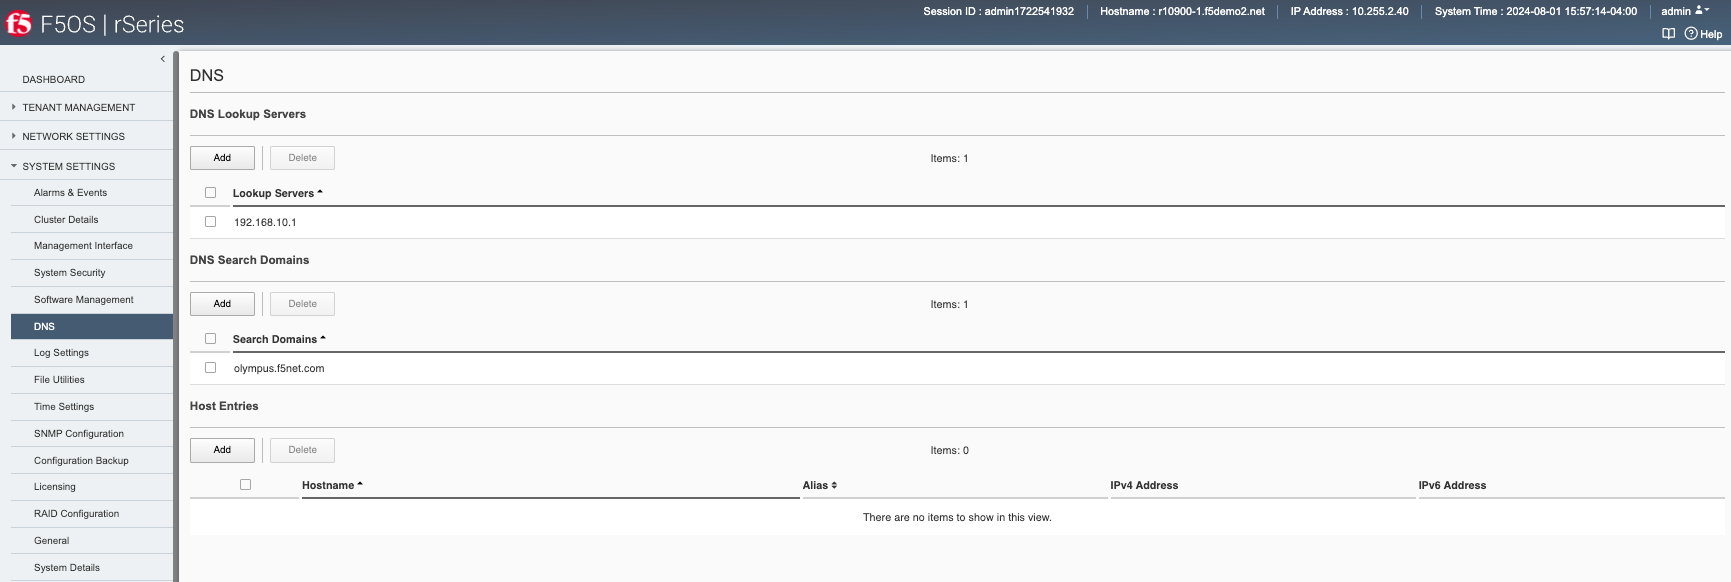 f5 F5OS | rSeries
Session ID : admin1722541932 Hostname : r10900-1.f5demo2.net IP Address : 10.255.2.40 System Time : 2024-08-01 15:57:14-04:00 admin
Help
DASHBOARD
TENANT MANAGEMENT
NETWORK SETTINGS
SYSTEM SETTINGS
Alarms & Events
Cluster Details
Management Interface
System Security
Software Management
DNS
Log Settings
File Utilities
Time Settings
SNMP Configuration
Configuration Backup
Licensing
RAID Configuration
General
System Details
DNS
DNS Lookup Servers
Add Delete Items: 1
Lookup Servers
192.168.10.1
DNS Search Domains
Add Delete Items: 1
Search Domains
olympus.f5net.com
Host Entries
Add Delete Items: 0
Hostname Alias IPv4 Address IPv6 Address
There are no items to show in this view.